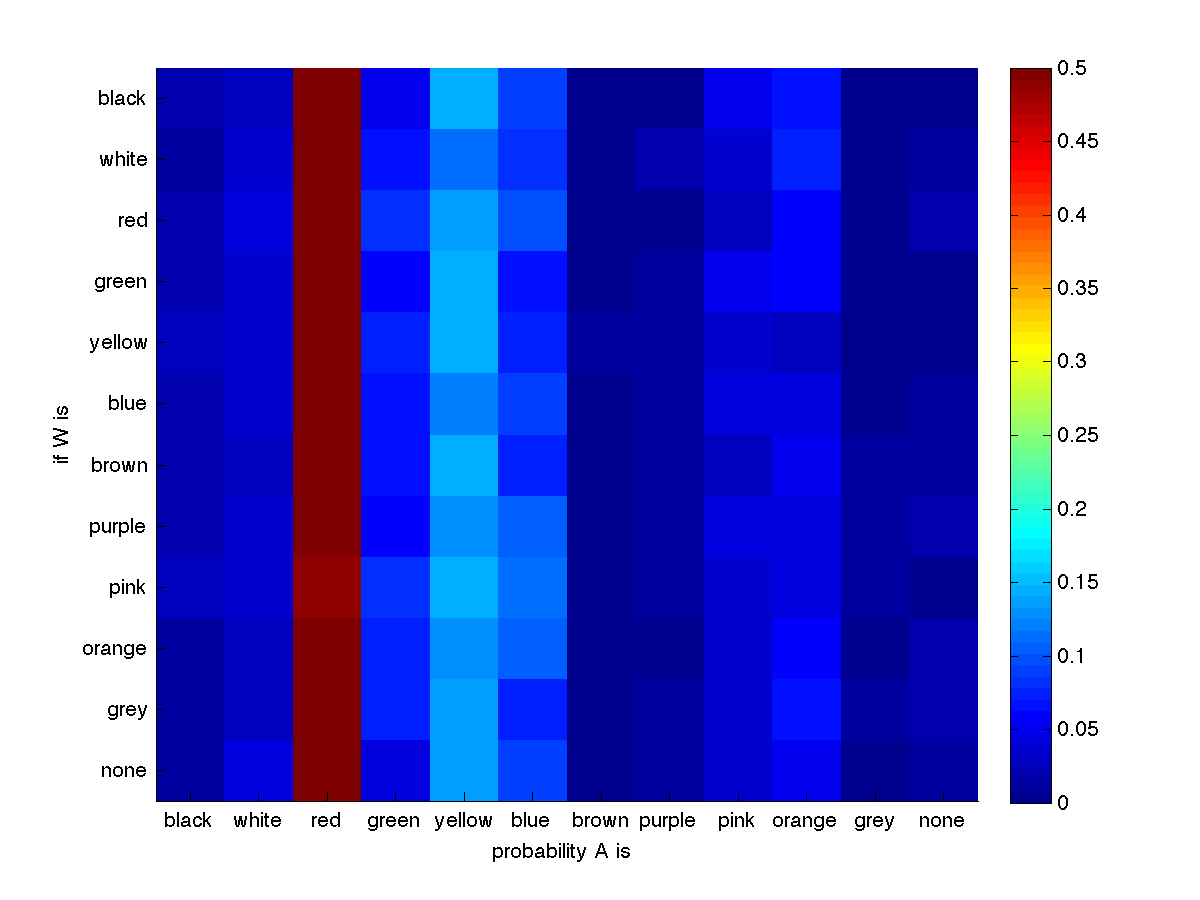 black
white
red
green
yellow
blue
brown
purple
pink
orange
grey
none
if W is
black white red green yellow blue brown purple pink orange grey none
probability A is
0.5
0.45
0.4
0.35
0.3
0.25
0.2
0.15
0.1
0.05
0